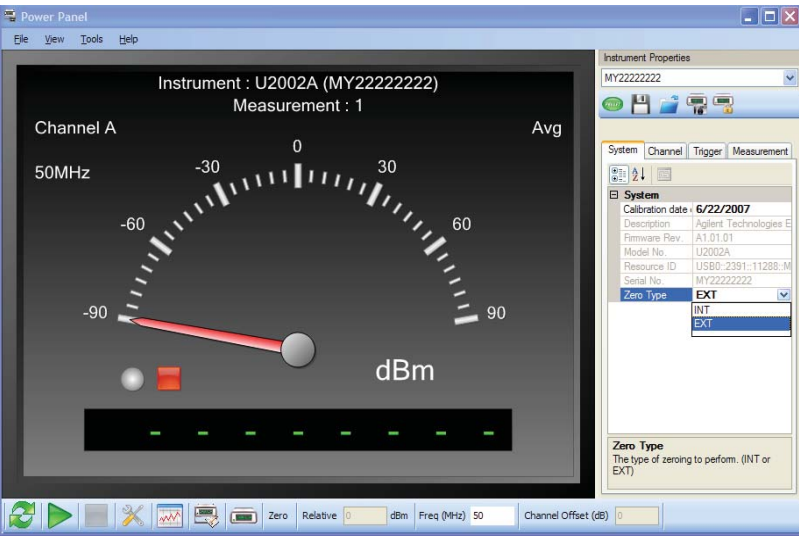 Power Panel
File View Tools Help
Instrument : U2002A (MY22222222)
Measurement : 1
Channel A
Avg
50MHz
-90
-60
-30
0
30
60
90
dBm
- - - - - - - -
Instrument Properties
MY22222222
System Channel Trigger Measurement
System
Calibration date 6/22/2007
Description Agilent Technologies E
Firmware Rev. A1.01.01
Model No. U2002A
Resource ID USB0::2391::11288::M
Serial No. MY22222222
Zero Type EXT
INT
EXT
Zero Type
The type of zeroing to perform. (INT or
EXT)
Zero Relative 0 dBm Freq (MHz) 50 Channel Offset (dB) 0